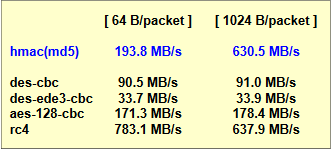 [ 64 B/packet ] [ 1024 B/packet ]
hmac(md5) 193.8 MB/s 630.5 MB/s
des-cbc 90.5 MB/s 91.0 MB/s
des-ede3-cbc 33.7 MB/s 33.9 MB/s
aes-128-cbc 171.3 MB/s 178.4 MB/s
rc4 783.1 MB/s 637.9 MB/s